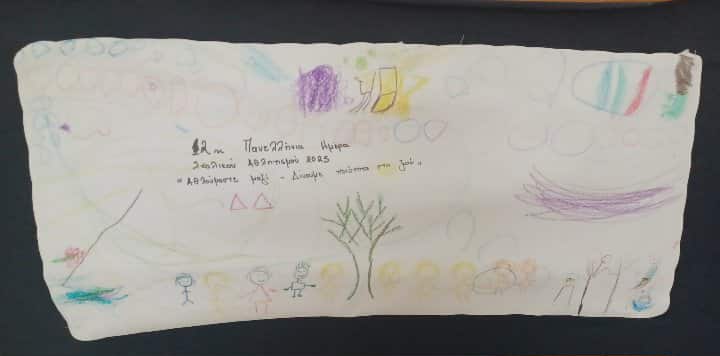 12η Πανελλήνια Ημέρα
Σχολικού Αθλητισμού 2025
"Αθλούμαστε μαζί - Δίνουμε ποιότητα στη ζωή"